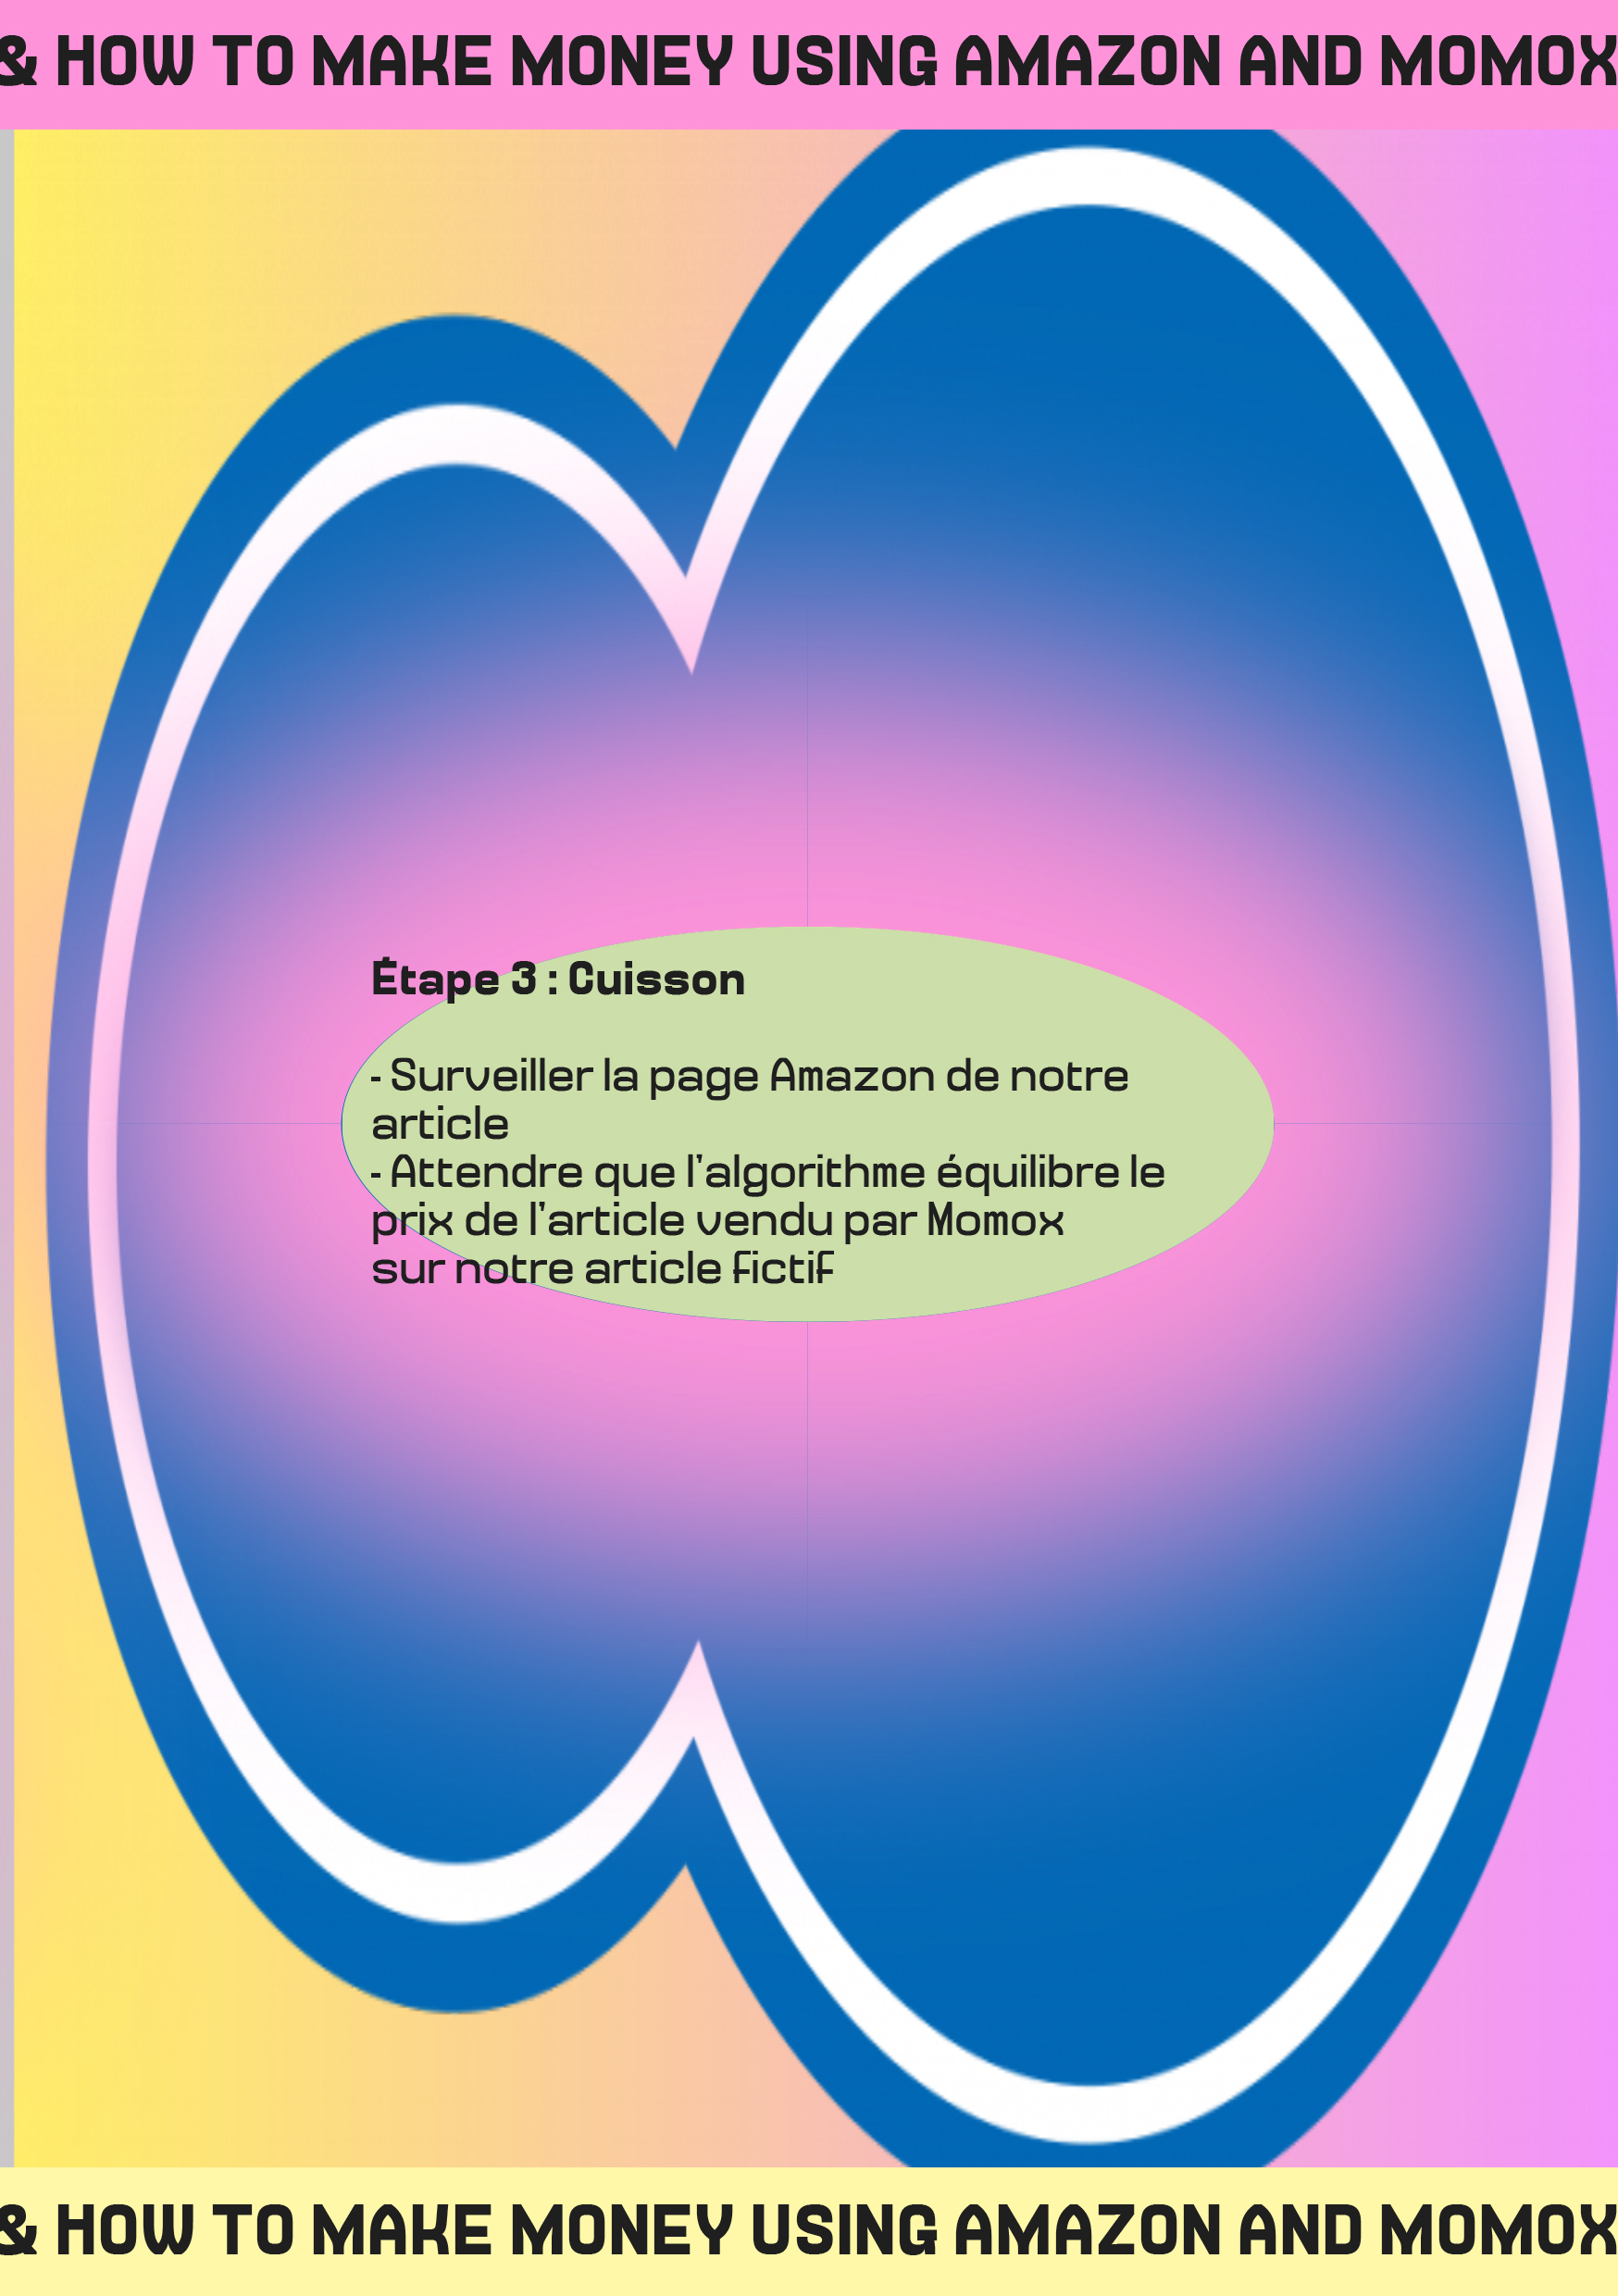 & HOW TO MAKE MONEY USING AMAZON AND MOMOX
Étape 3 : Cuisson
- Surveiller la page Amazon de notre
article
- Attendre que l'algorithme équilibre le
prix de l'article vendu par Momox
sur notre article fictif
& HOW TO MAKE MONEY USING AMAZON AND MOMOX